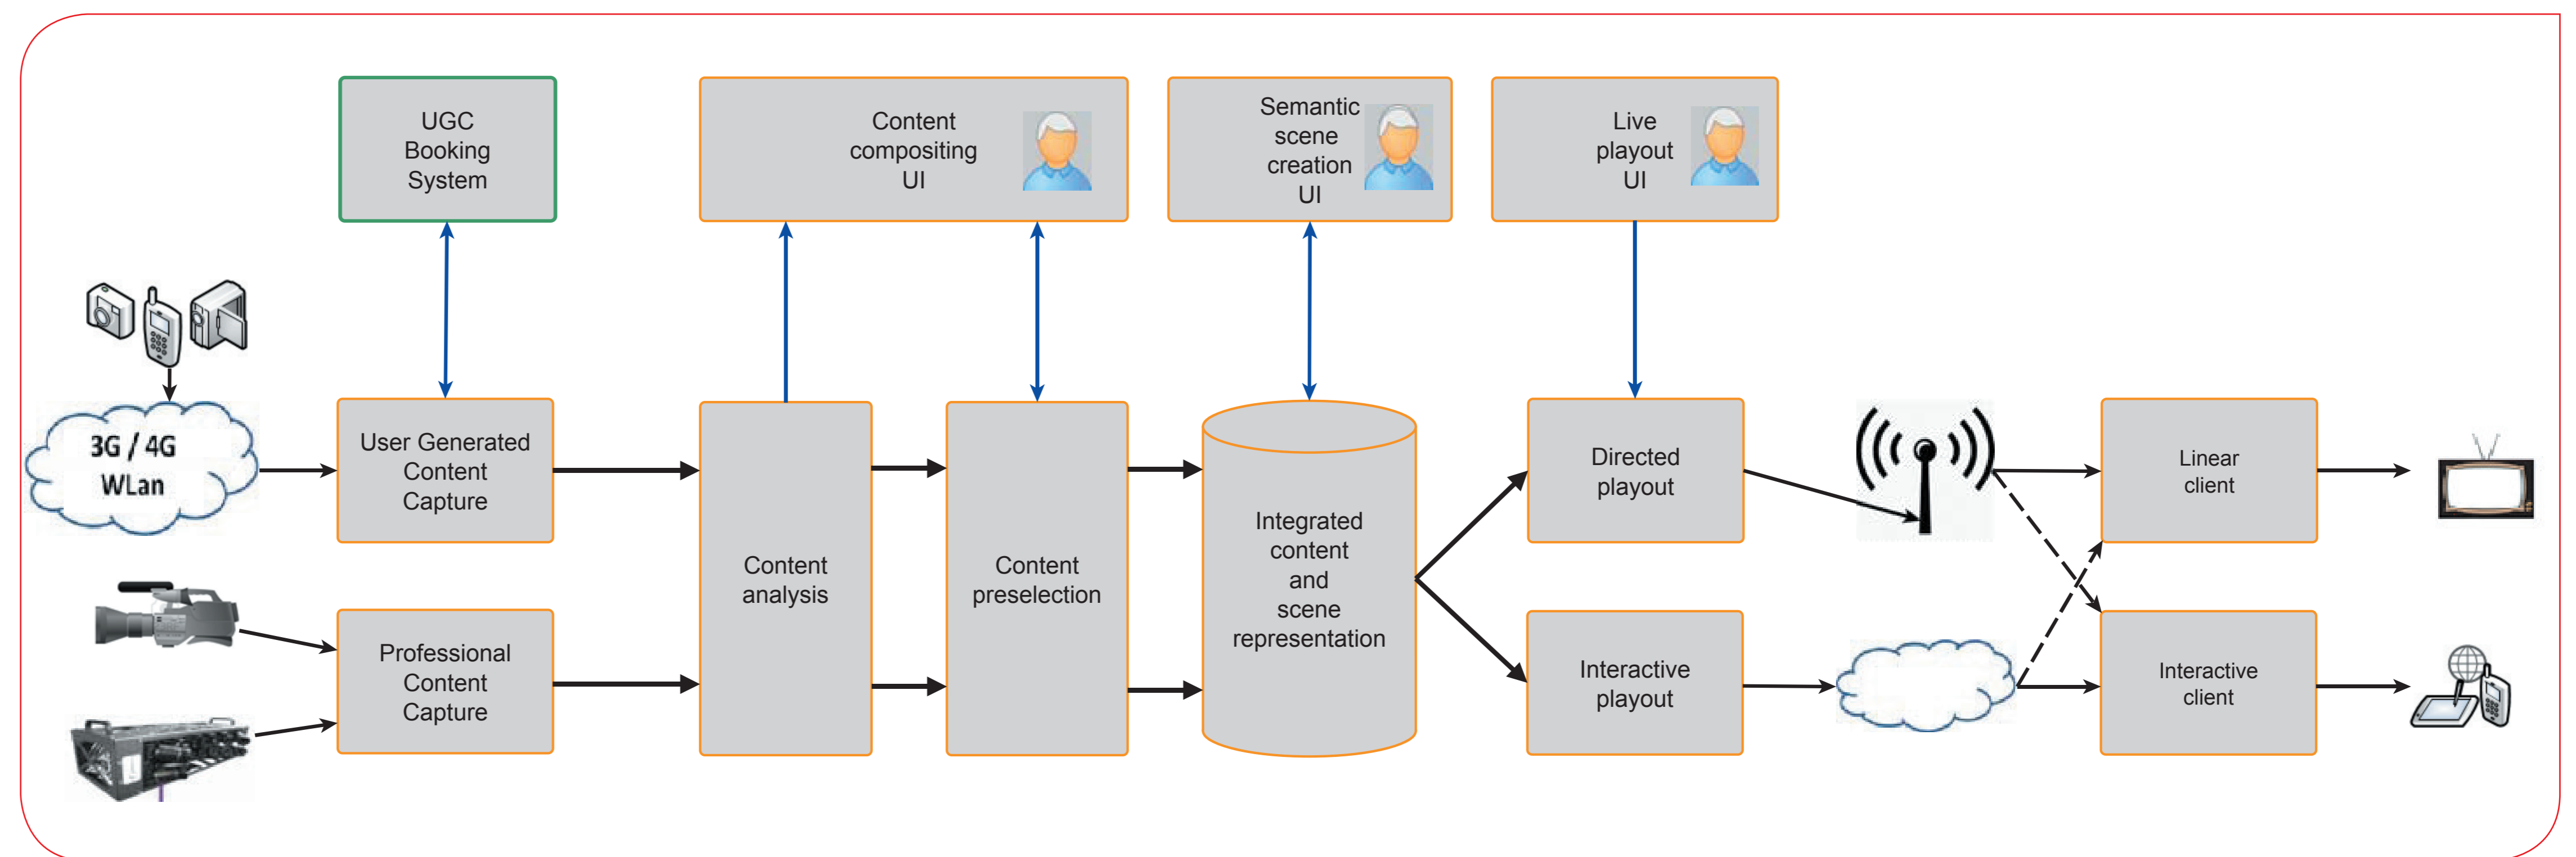 UGC
Booking
System
Content
compositing
UI
Semantic
scene
creation
UI
Live
playout
UI
3G / 4G
WLan
User Generated
Content
Capture
Professional
Content
Capture
Content
analysis
Content
preselection
Integrated
content
and
scene
representation
Directed
playout
Interactive
playout
Linear
client
Interactive
client